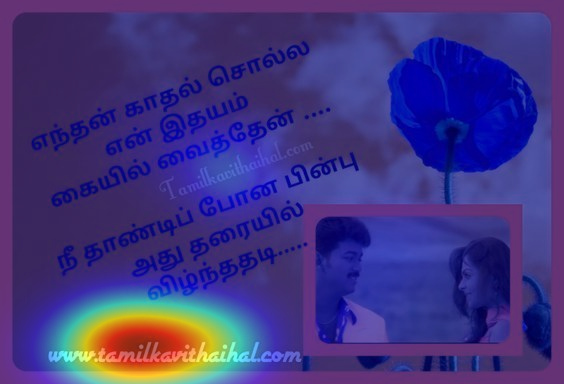 எந்தன் காதல் சொல்ல
என் இதயம்
கையில் வைத்தேன் ....
Tamilkavithaihal.com
நீ தாண்டிப் போன பின்பு
அது தரையில்
விழ்ந்ததடி.....
www.tamilkavithaihal.com